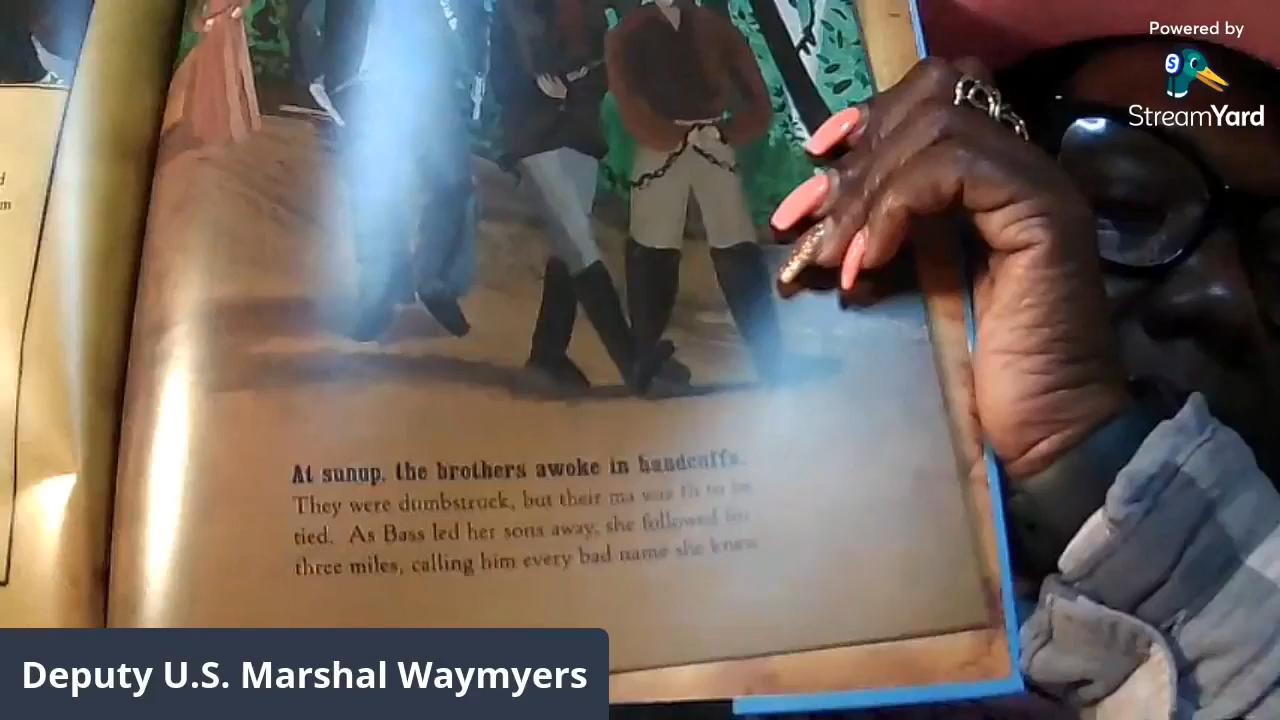 Powered by
StreamYard
At sunup, the brothers awoke in handcuffs.
They were dumbstruck, but their ma was fit to be
tied. As Bass led her sons away, she followed for
three miles, calling him every bad name she knew
Deputy U.S. Marshal Waymyers